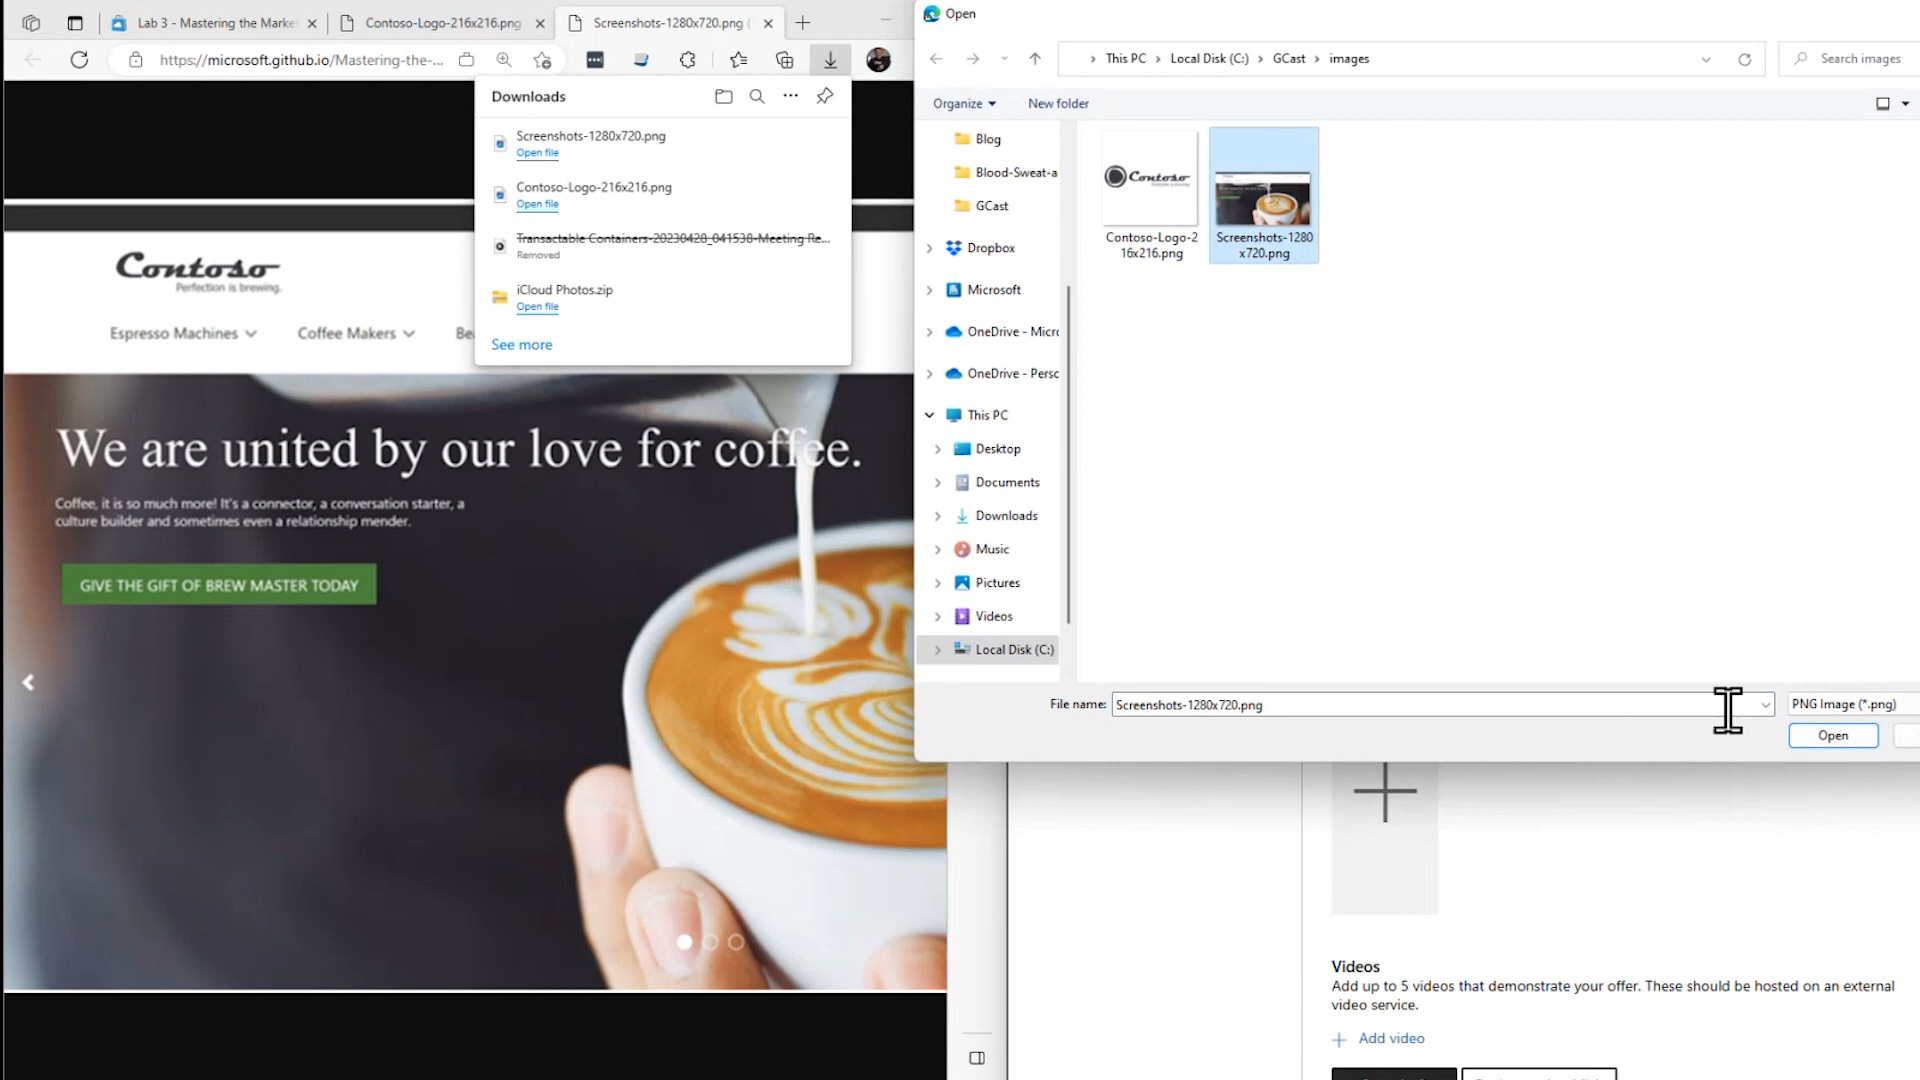 Lab 3 - Mastering the Marke
Contoso-Logo-216x216.png
Screenshots-1280x720.png (
https://microsoft.github.io/Mastering-the-...
Downloads
Screenshots-1280x720.png
Open file
Contoso-Logo-216x216.png
Open file
Transactable Containers-20230428_041538-Meeting Re...
Removed
iCloud Photos.zip
Open file
See more
Contoso
Perfection is brewing.
Espresso Machines
Coffee Makers
Be
We are united by our love for coffee.
Coffee, it is so much more! It's a connector, a conversation starter, a
culture builder and sometimes even a relationship mender.
GIVE THE GIFT OF BREW MASTER TODAY
Open
This PC
Local Disk (C:)
GCast
images
Search images
Organize
New folder
Blog
Blood-Sweat-a
GCast
Dropbox
Microsoft
OneDrive - Micro
OneDrive - Perso
This PC
Desktop
Documents
Downloads
Music
Pictures
Videos
Local Disk (C:)
Contoso
Contoso-Logo-2
16x216.png
Screenshots-1280
x720.png
File name:
Screenshots-1280x720.png
PNG Image (*.png)
Open
Videos
Add up to 5 videos that demonstrate your offer. These should be hosted on an external
video service.
Add video